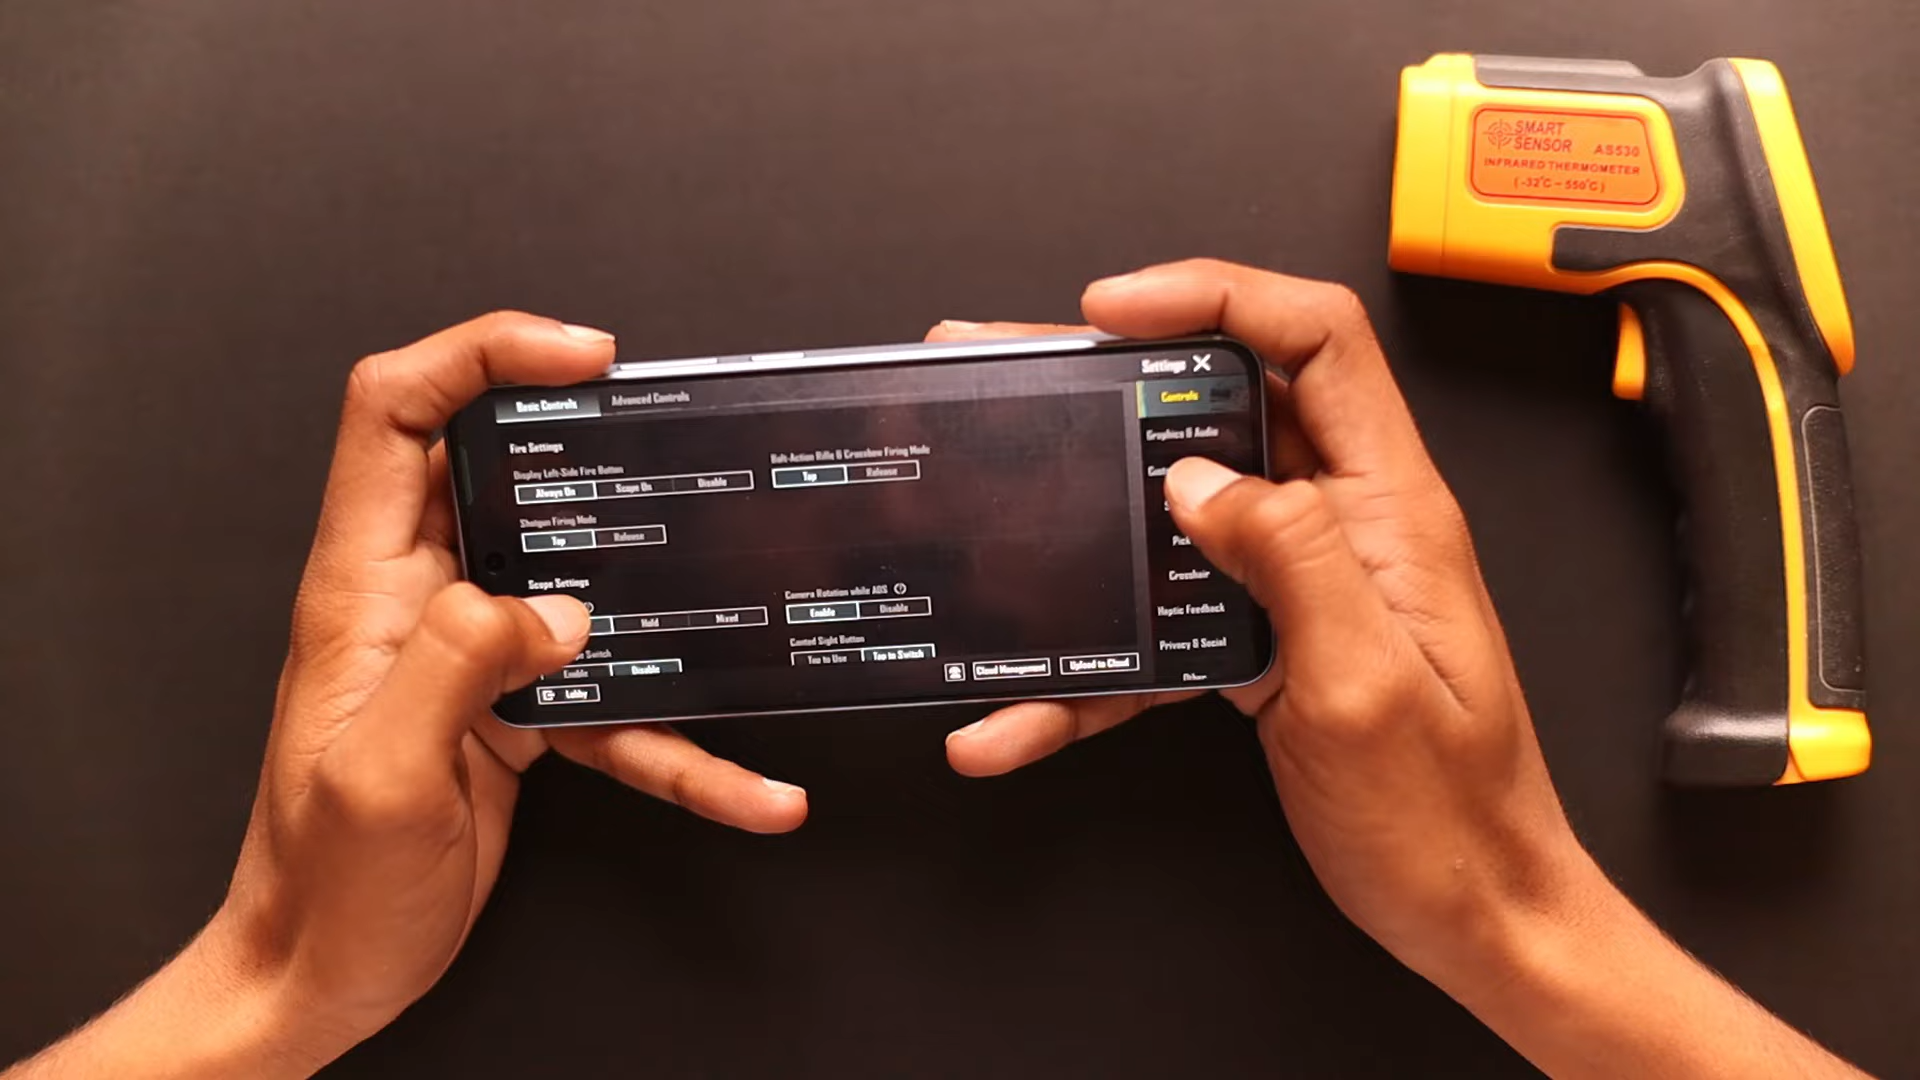 Settings X
Basic Controls
Advanced Controls
Controls
Graphics & Audio
Fire Settings
Display Left-Side Fire Button
Always On
Scope On
Disable
Bolt-Action Rifle & Crossbow Firing Mode
Tap
Release
Shotgun Firing Mode
Tap
Release
Crosshair
Haptic Feedback
Privacy & Social
Scope Settings
Hold
Mixed
Camera Rotation while ADS
Enable
Disable
Canted Sight Button
Tap to Use
Tap to Switch
Switch
Enable
Disable
Lobby
Cloud Management
Upload to Cloud
SMART
SENSOR AS530
INFRARED THERMOMETER
(-32°C ~ 550°C)